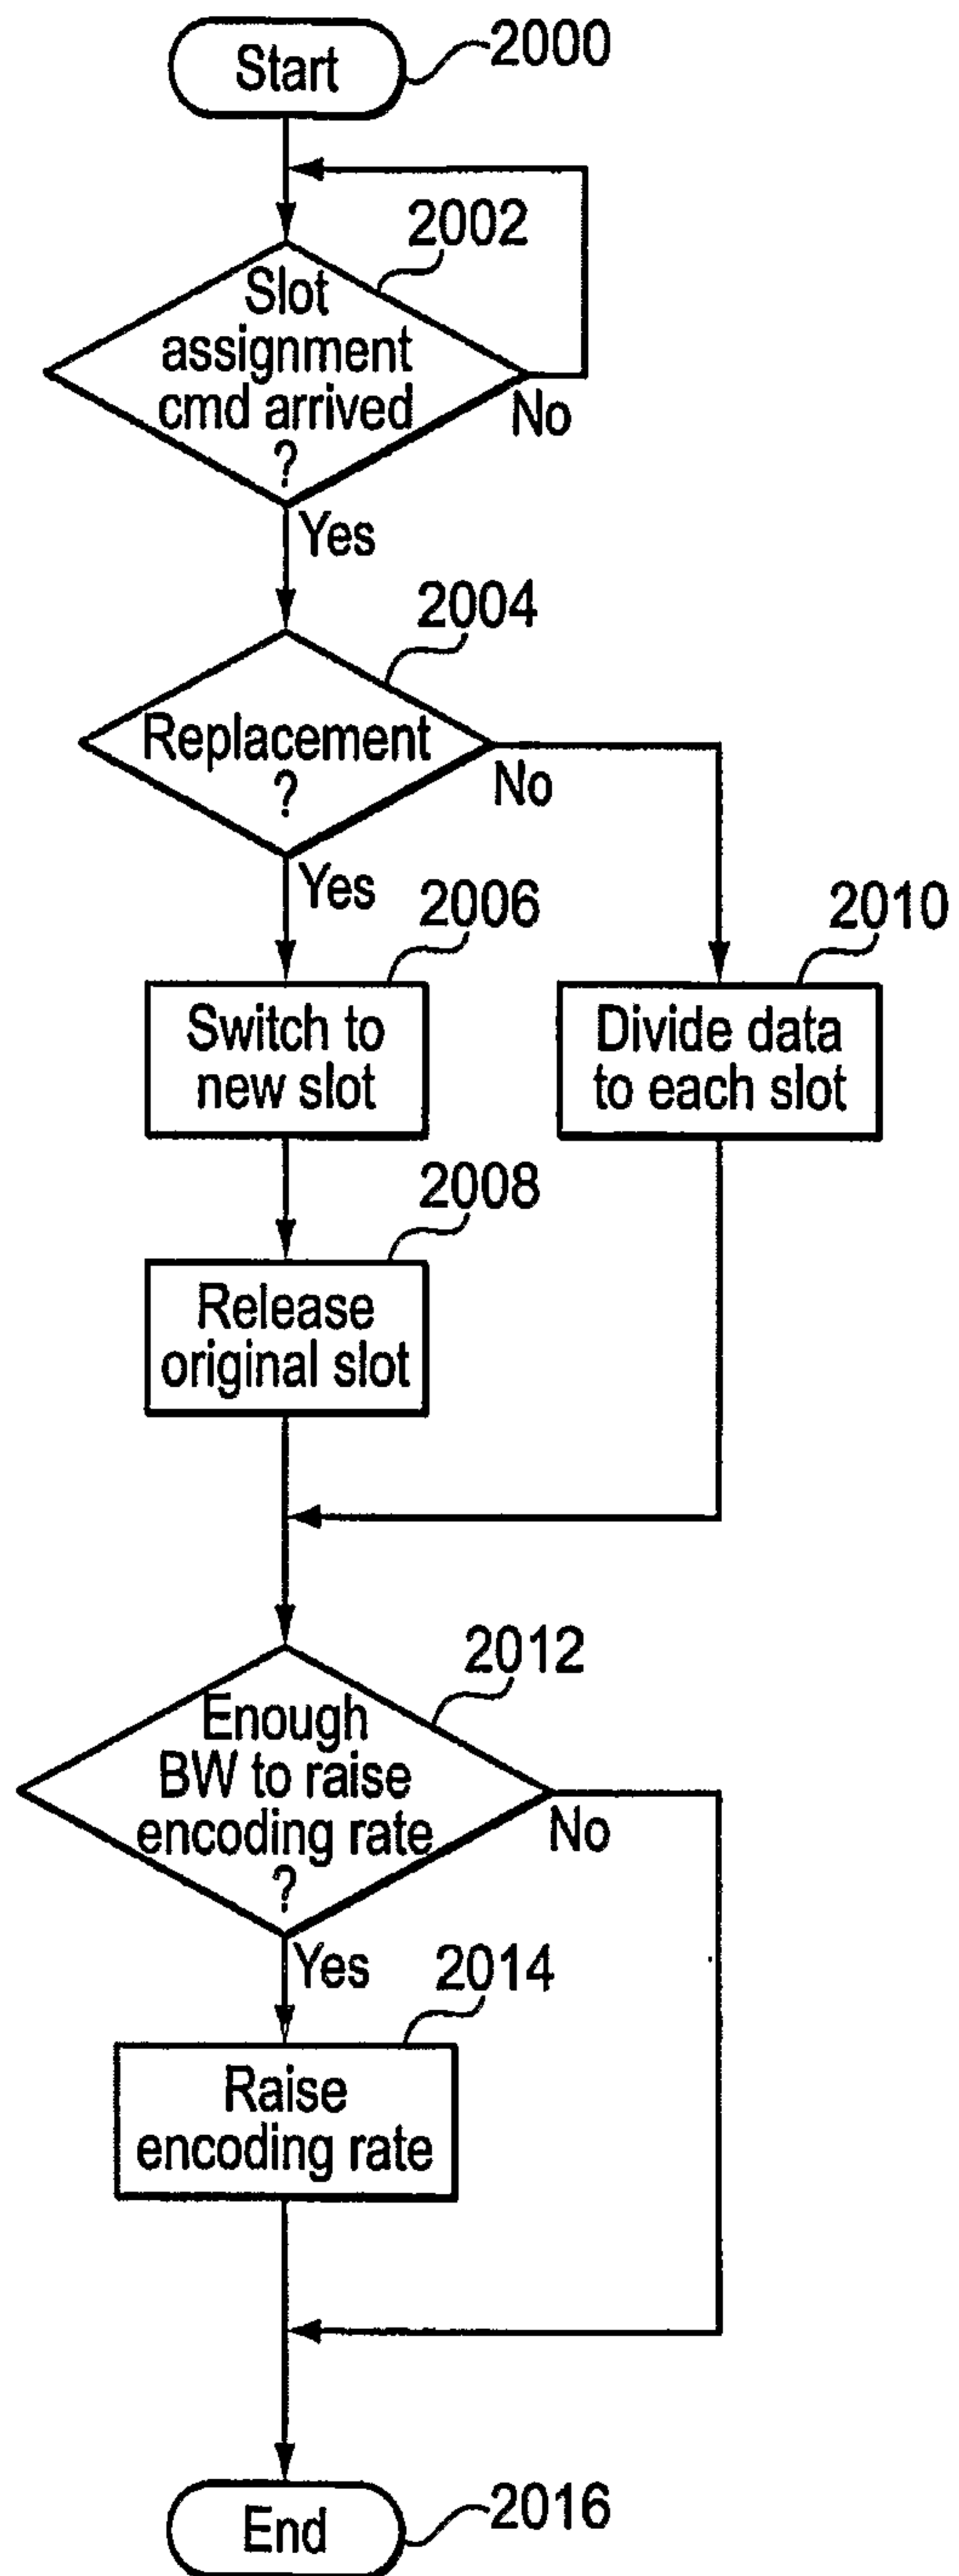 Start
2000
2002
Slot
assignment
cmd arrived
?
No
Yes
2004
Replacement
?
No
Yes
2006
2010
Switch to
new slot
Divide data
to each slot
2008
Release
original slot
2012
Enough
BW to raise
encoding rate
?
No
Yes
2014
Raise
encoding rate
End
2016